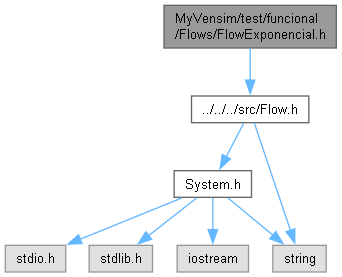 MyVensim/test/funcional
/Flows/FlowExponencial.h
../../../src/Flow.h
System.h
stdio.h
stdlib.h
iostream
string